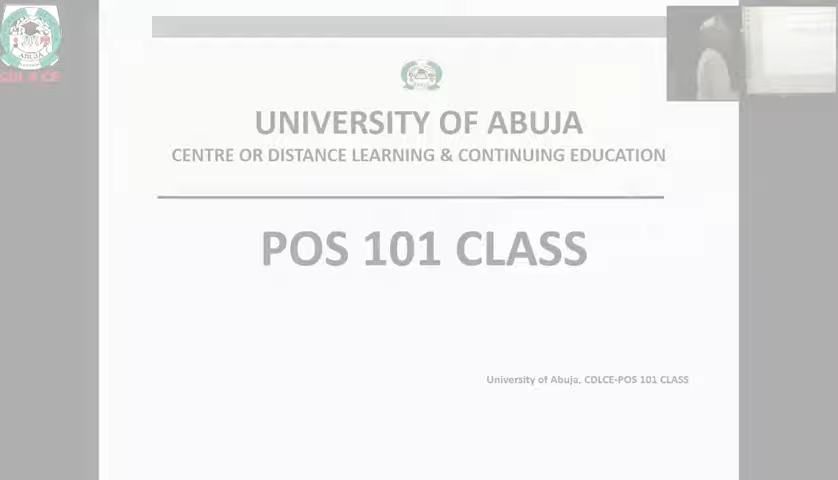 UNIVERSITY OF ABUJA
CENTRE OR DISTANCE LEARNING & CONTINUING EDUCATION
POS 101 CLASS
University of Abuja, CDLCE-POS 101 CLASS
ABUJA